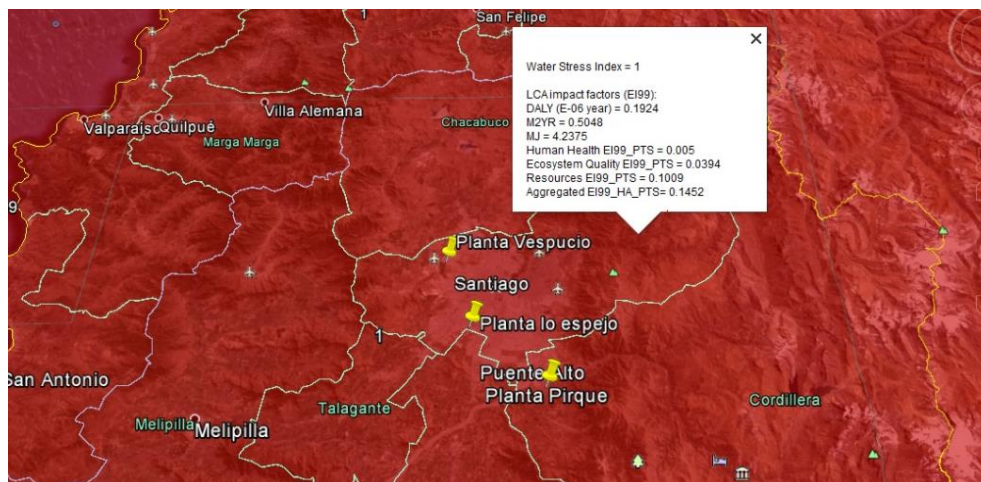 1
San Felipe
Water Stress Index = 1
LCA impact factors (EI99):
DALY (E-06 year) = 0.1924
M2YR = 0.5048
MJ = 4.2375
Human Health EI99_PTS = 0.005
Ecosystem Quality EI99_PTS = 0.0394
Resources EI99_PTS = 0.1009
Aggregated EI99_HA_PTS= 0.1452
Villa Alemana
Valparaíso
Quilpué
Chacabuco
Marga Marga
9
Planta Vespucio
Santiago
Planta lo espejo
1
San Antonio
Puente Alto
Planta Pirque
Talagante
Cordillera
Melipilla
Melipilla